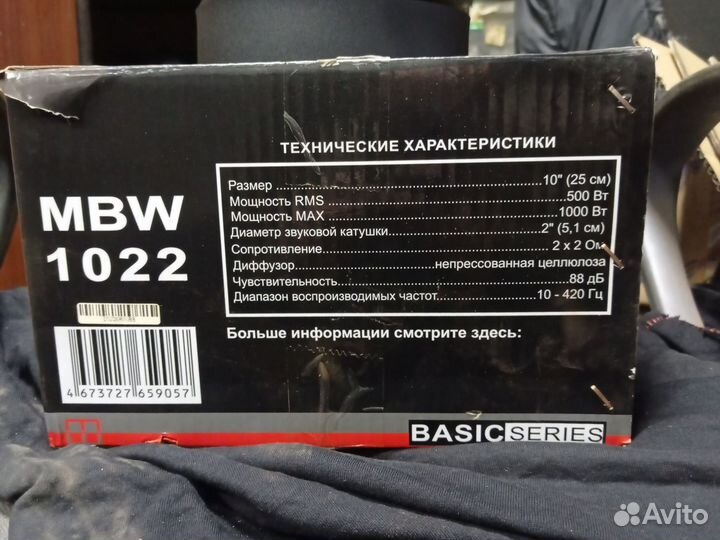 ТЕХНИЧЕСКИЕ ХАРАКТЕРИСТИКИ
MBW
1022
Размер ........ 10" (25 см)
Мощность RMS ........ 500 Вт
Мощность MAX ........ 1000 Вт
Диаметр звуковой катушки ........ 2" (5,1 см)
Сопротивление ........ 2 x 2 Ом
Диффузор ........ непрессованная целлюлоза
Чувствительность ........ 88 дБ
Диапазон воспроизводимых частот ........ 10 - 420 Гц
Больше информации смотрите здесь:
4 673727 659057
BASIC SERIES
Avito